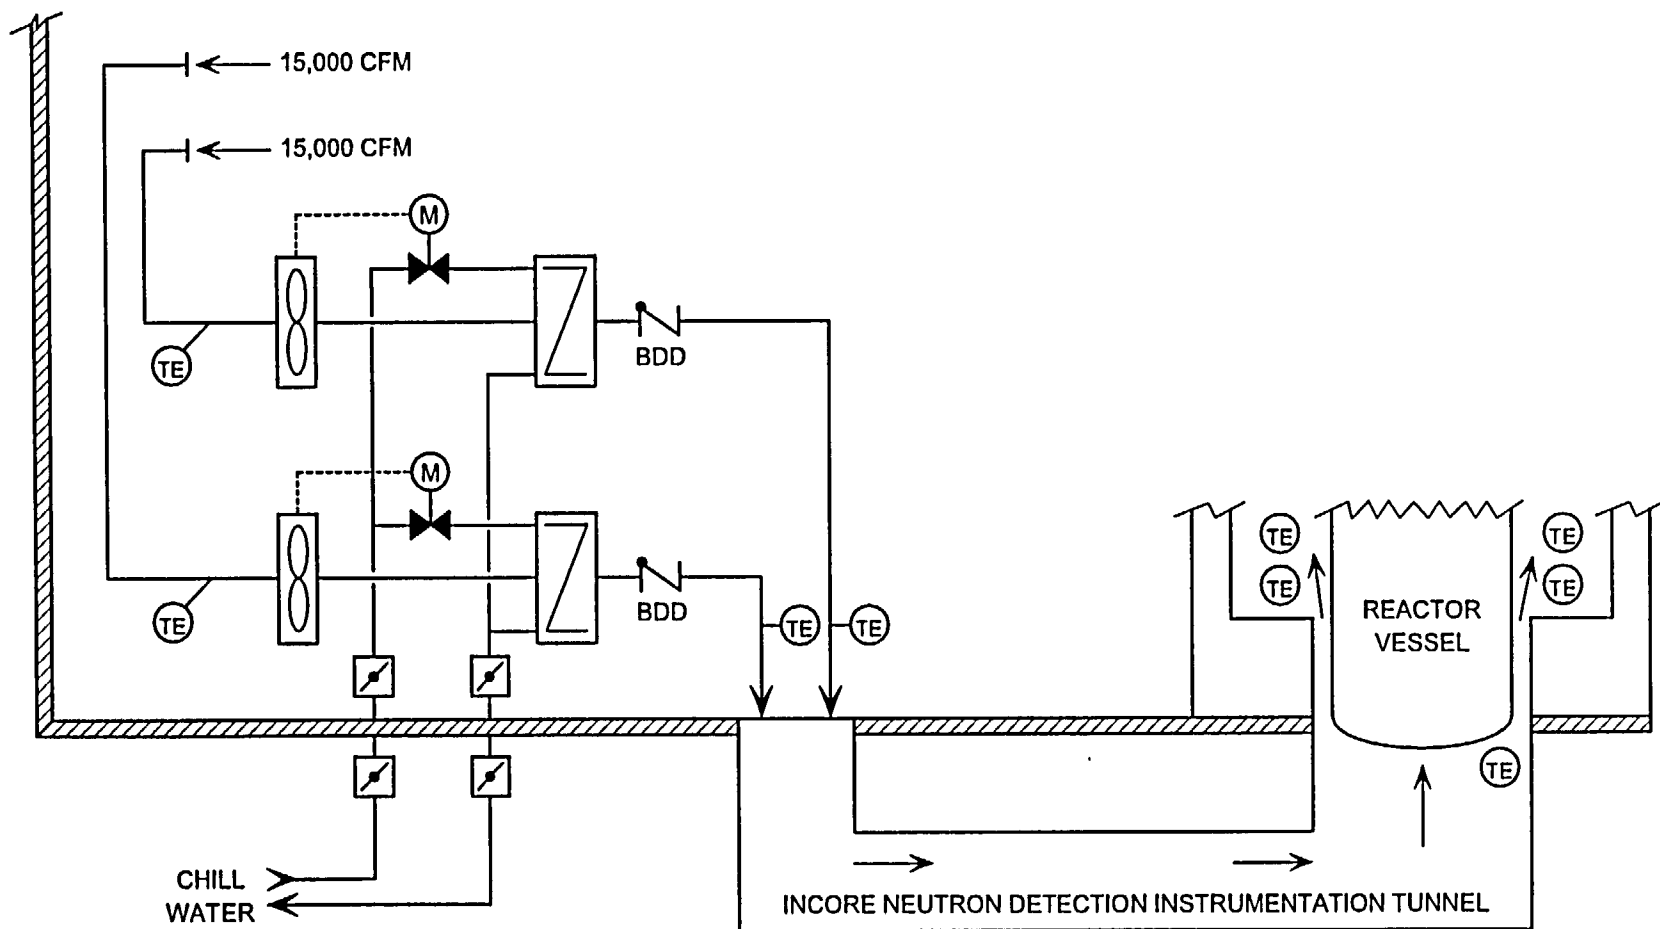 15,000 CFM
15,000 CFM
M
TE
BDD
M
TE
BDD
TE
TE
TE
TE
TE
TE
REACTOR
VESSEL
TE
CHILL
WATER
INCORE NEUTRON DETECTION INSTRUMENTATION TUNNEL